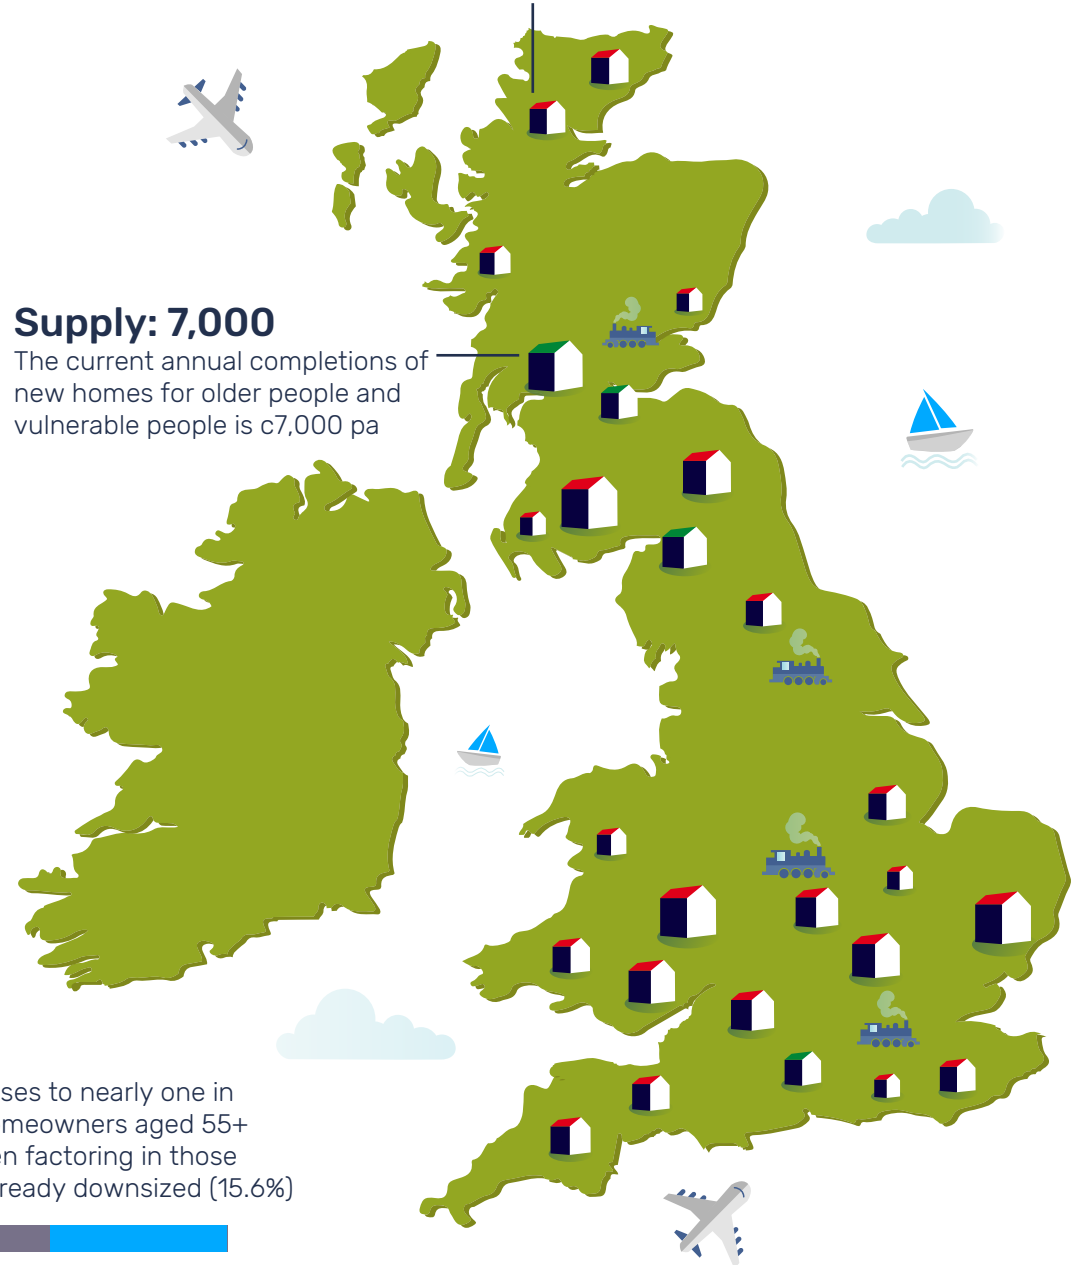 Supply: 7,000
The current annual completions of
new homes for older people and
vulnerable people is c7,000 pa
ses to nearly one in
meowners aged 55+
en factoring in those
ready downsized (15.6%)